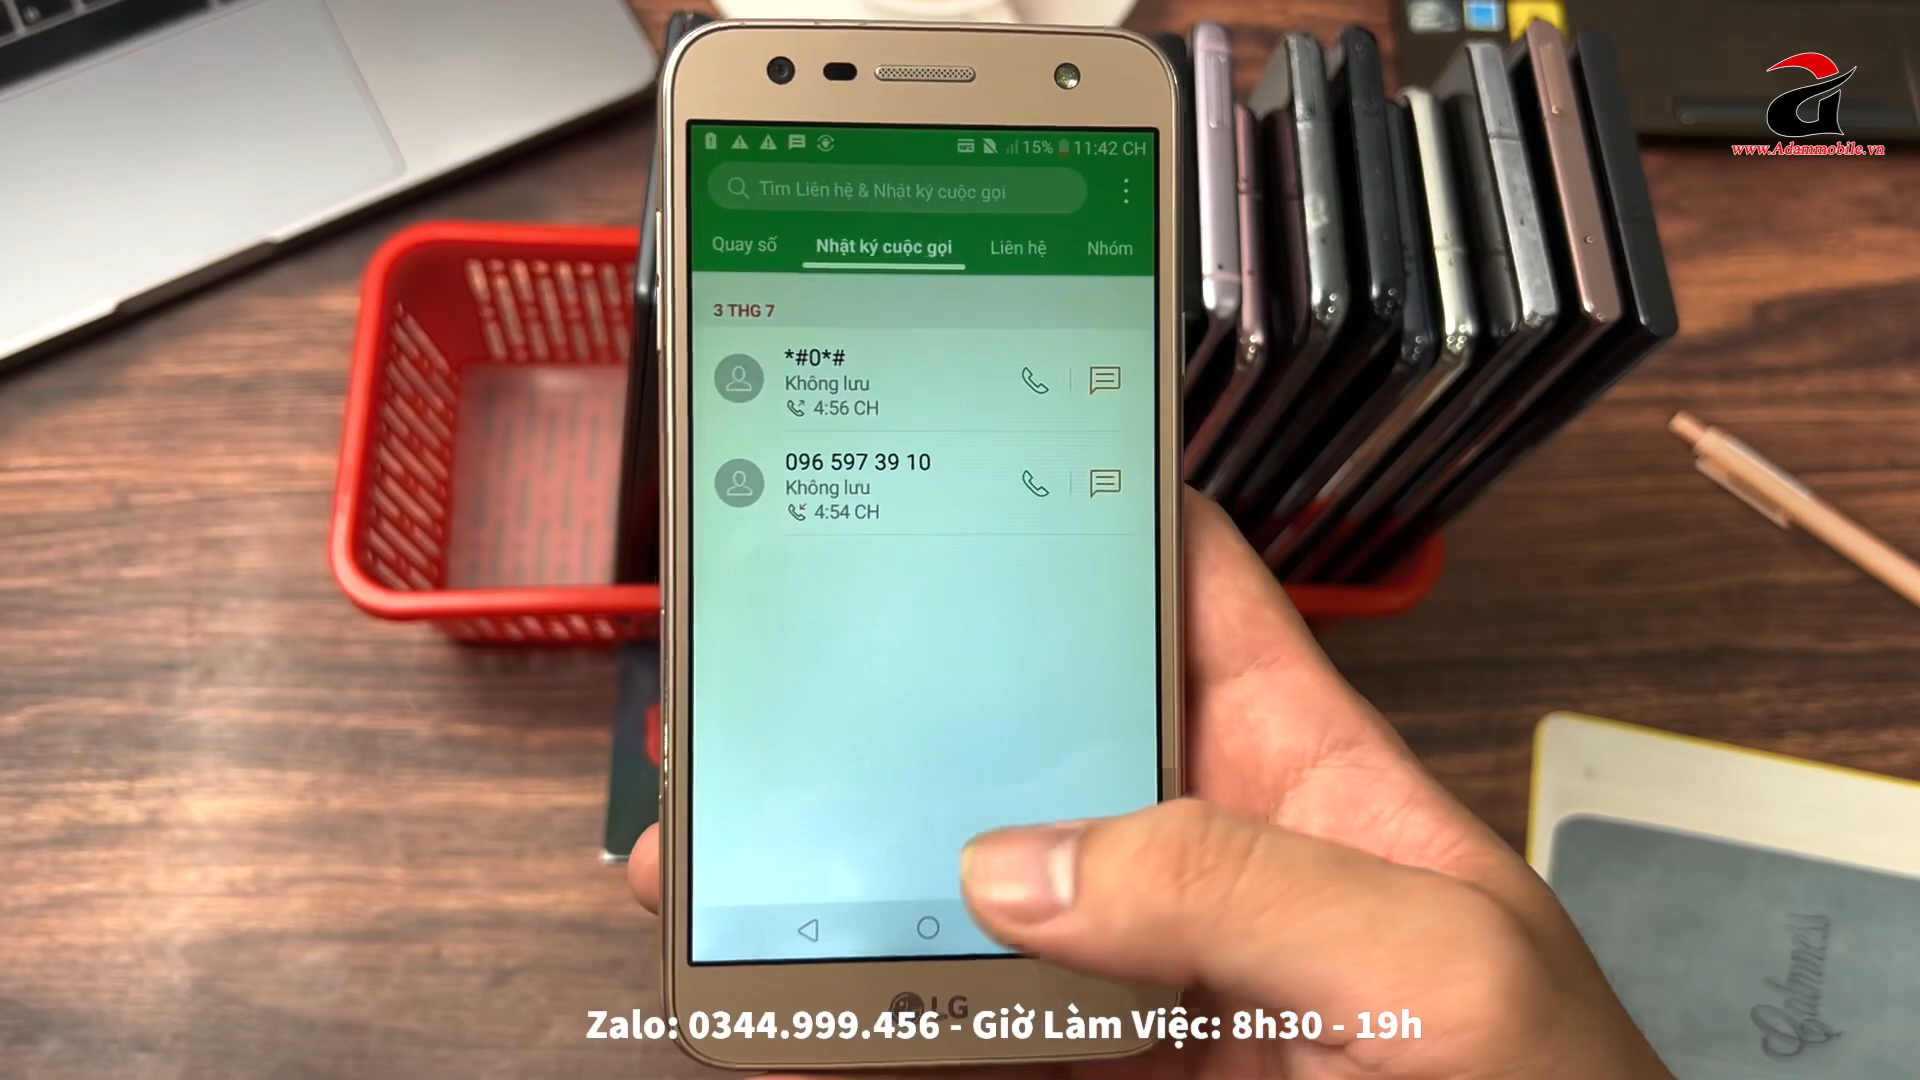 www.Adammobile.vn
15% 11:42 CH
Tìm Liên hệ & Nhật ký cuộc gọi
Quay số Nhật ký cuộc gọi Liên hệ Nhóm
3 THG 7
*#0*#
Không lưu
4:56 CH
096 597 39 10
Không lưu
4:54 CH
LG
Zalo: 0344.999.456 - Giờ Làm Việc: 8h30 - 19h
Calmness